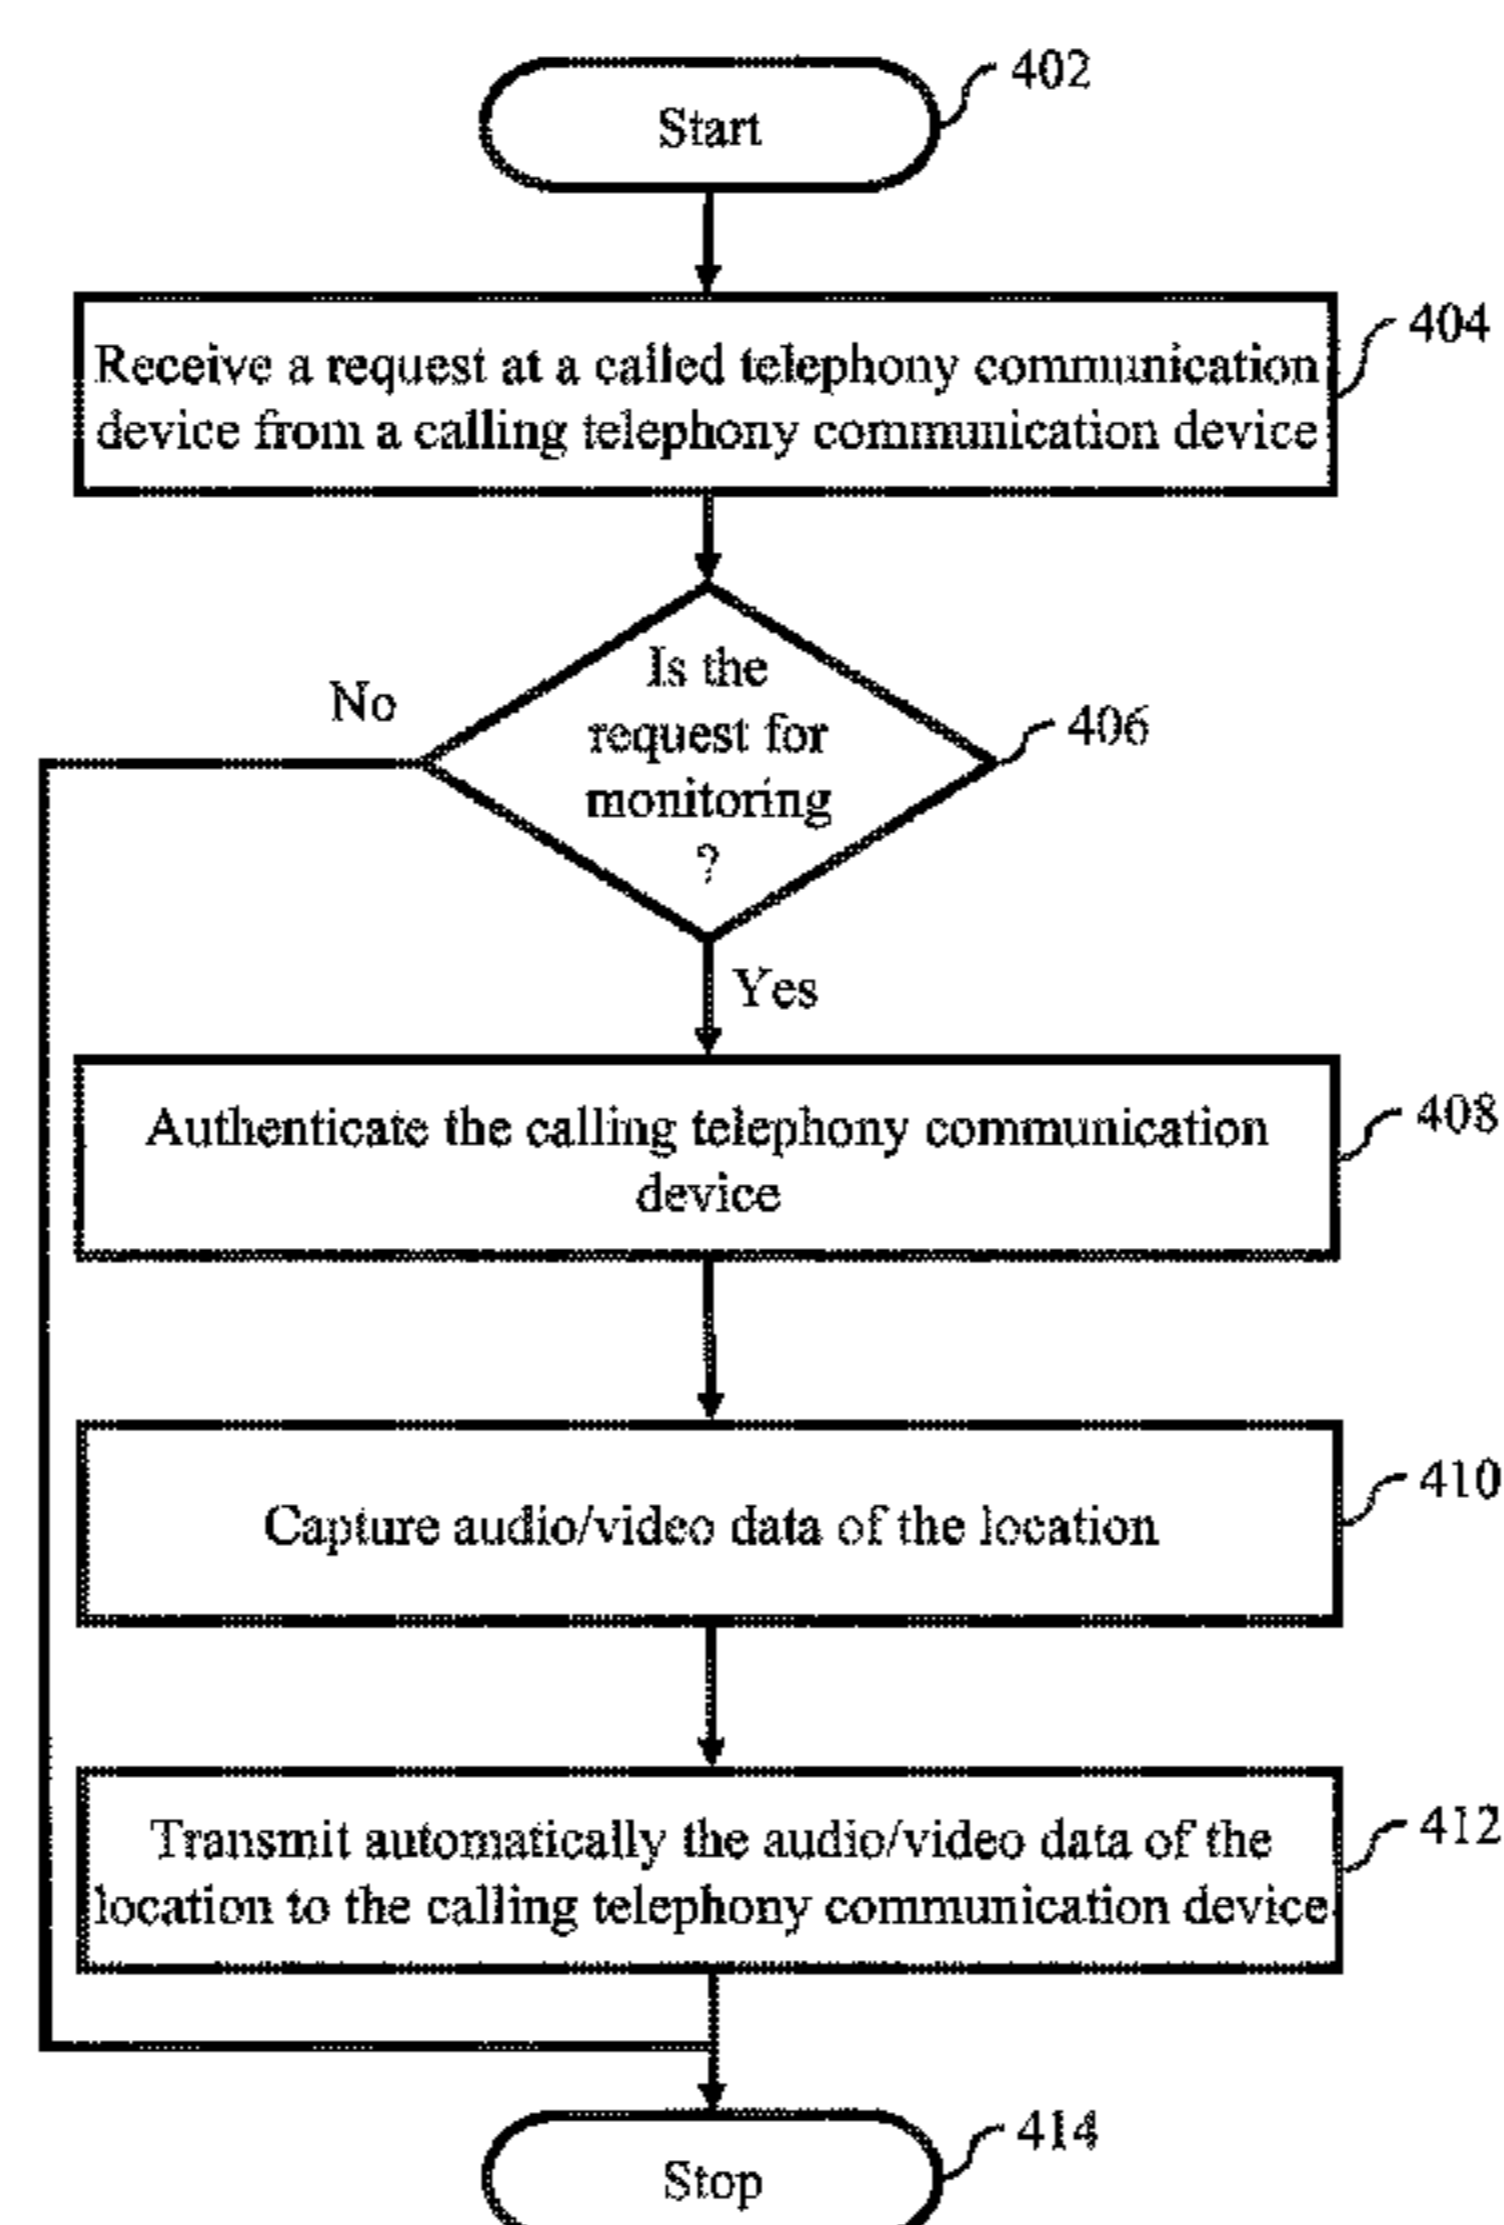 Start
402
Receive a request at a called telephony communication
device from a calling telephony communication device
404
Is the
request for
monitoring
?
406
No
Yes
Authenticate the calling telephony communication
device
408
Capture audio/video data of the location
410
Transmit automatically the audio/video data of the
location to the calling telephony communication device
412
Stop
414